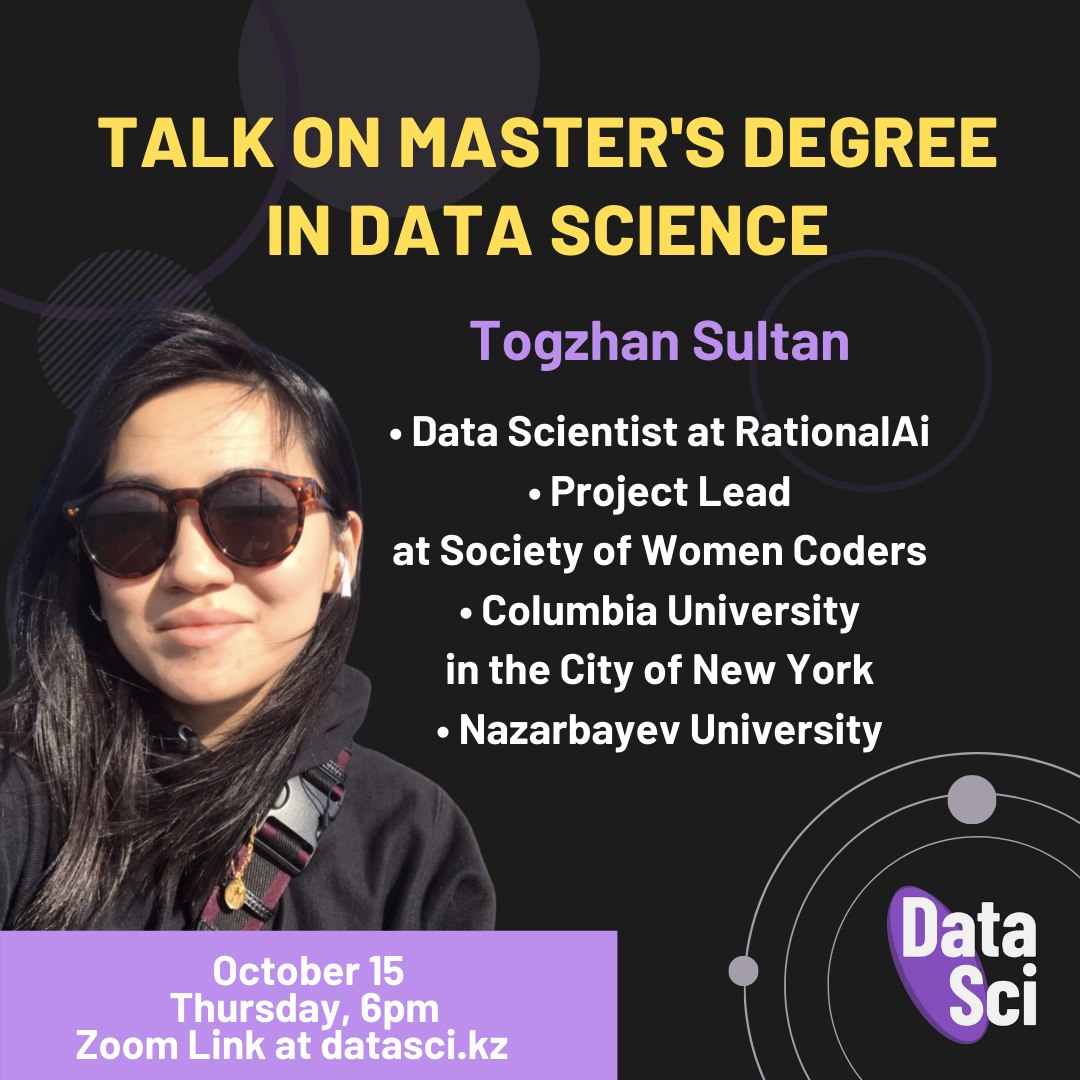 TALK ON MASTER'S DEGREE
IN DATA SCIENCE
Togzhan Sultan
• Data Scientist at RationalAi
• Project Lead
at Society of Women Coders
• Columbia University
in the City of New York
• Nazarbayev University
October 15
Thursday, 6pm
Zoom Link at datasci.kz
Data
Sci